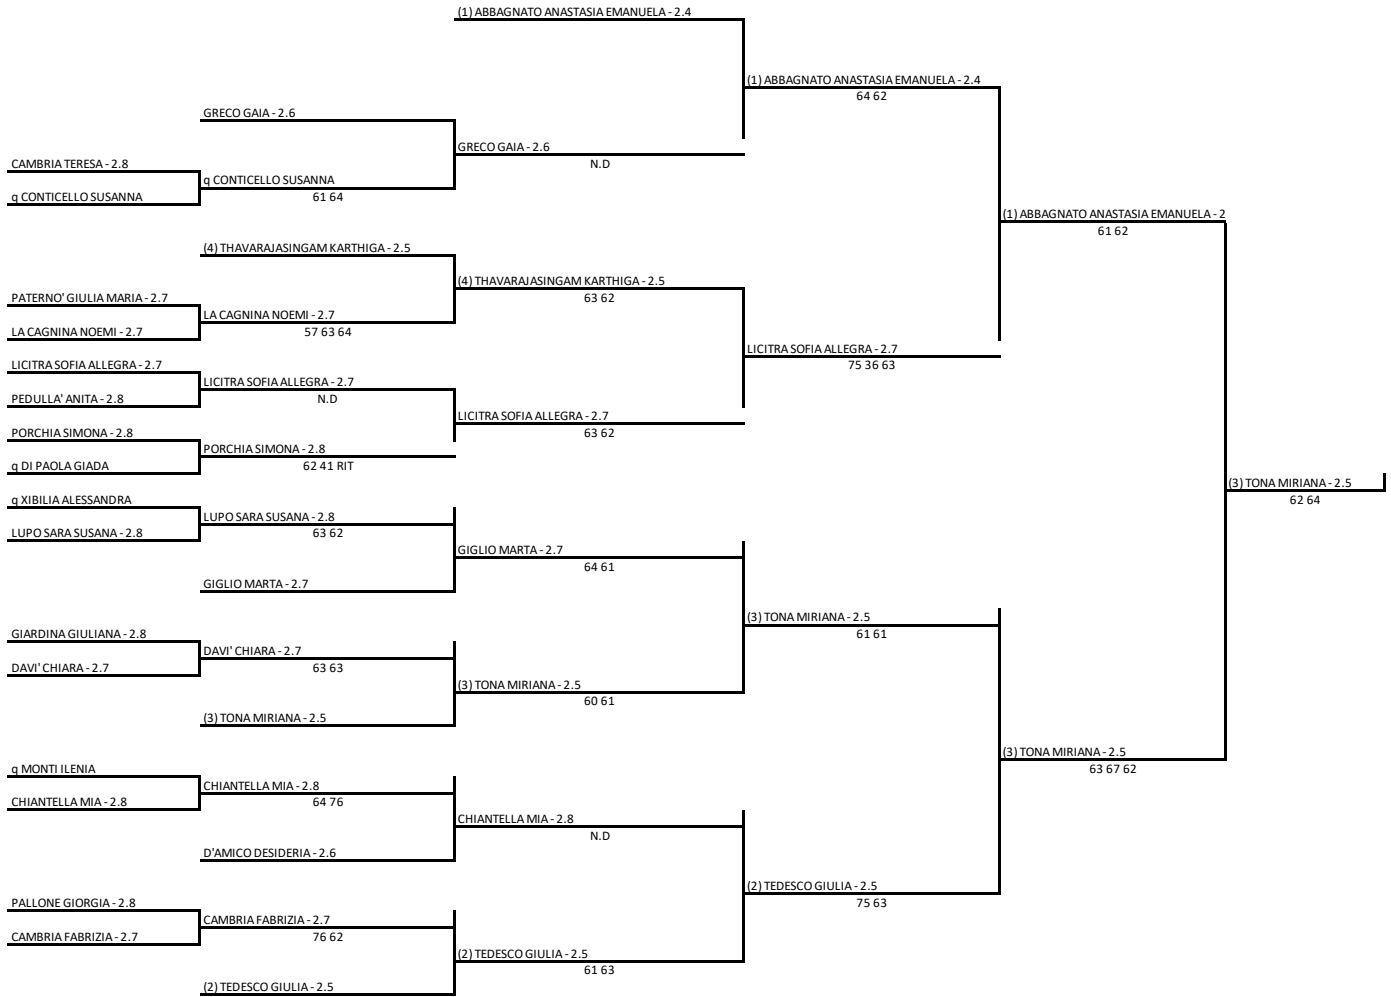 (1) ABBAGNATO ANASTASIA EMANUELA - 2.4
(1) ABBAGNATO ANASTASIA EMANUELA - 2.4
64 62
GRECO GAIA - 2.6
GRECO GAIA - 2.6
N.D
CAMBRIA TERESA - 2.8
q CONTICELLO SUSANNA
61 64
q CONTICELLO SUSANNA
(1) ABBAGNATO ANASTASIA EMANUELA - 2
61 62
(4) THAVARAJASINGAM KARTHIGA - 2.5
(4) THAVARAJASINGAM KARTHIGA - 2.5
63 62
PATERNO' GIULIA MARIA - 2.7
LA CAGNINA NOEMI - 2.7
57 63 64
LA CAGNINA NOEMI - 2.7
LICITRA SOFIA ALLEGRA - 2.7
75 36 63
LICITRA SOFIA ALLEGRA - 2.7
LICITRA SOFIA ALLEGRA - 2.7
N.D
PEDULLA' ANITA - 2.8
LICITRA SOFIA ALLEGRA - 2.7
63 62
PORCHIA SIMONA - 2.8
PORCHIA SIMONA - 2.8
62 41 RIT
q DI PAOLA GIADA
(3) TONA MIRIANA - 2.5
62 64
q XIBILIA ALESSANDRA
LUPO SARA SUSANA - 2.8
63 62
LUPO SARA SUSANA - 2.8
GIGLIO MARTA - 2.7
64 61
GIGLIO MARTA - 2.7
(3) TONA MIRIANA - 2.5
61 61
GIARDINA GIULIANA - 2.8
DAVI' CHIARA - 2.7
63 63
DAVI' CHIARA - 2.7
(3) TONA MIRIANA - 2.5
60 61
(3) TONA MIRIANA - 2.5
(3) TONA MIRIANA - 2.5
63 67 62
q MONTI ILENIA
CHIANTELLA MIA - 2.8
64 76
CHIANTELLA MIA - 2.8
CHIANTELLA MIA - 2.8
N.D
D'AMICO DESIDERIA - 2.6
(2) TEDESCO GIULIA - 2.5
75 63
PALLONE GIORGIA - 2.8
CAMBRIA FABRIZIA - 2.7
76 62
CAMBRIA FABRIZIA - 2.7
(2) TEDESCO GIULIA - 2.5
61 63
(2) TEDESCO GIULIA - 2.5